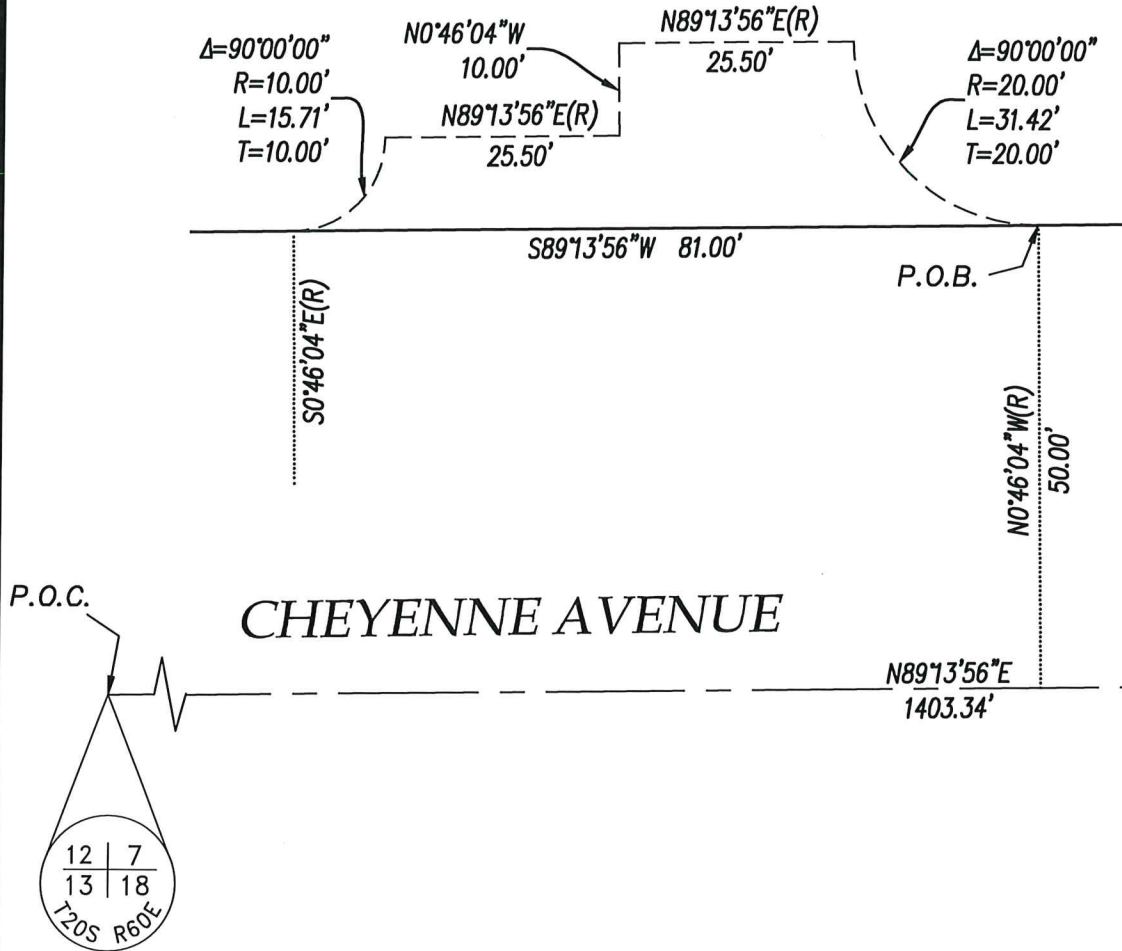 Δ=90°00'00"
R=10.00'
L=15.71'
T=10.00'
N0°46'04"W
10.00'
N89°13'56"E(R)
25.50'
N89°13'56"E(R)
25.50'
Δ=90°00'00"
R=20.00'
L=31.42'
T=20.00'
S89°13'56"W 81.00'
P.O.B.
S0°46'04"E(R)
N0°46'04"W(R)
50.00'
P.O.C.
CHEYENNE AVENUE
N89°13'56"E
1403.34'
12 7
13 18
T20S R60E